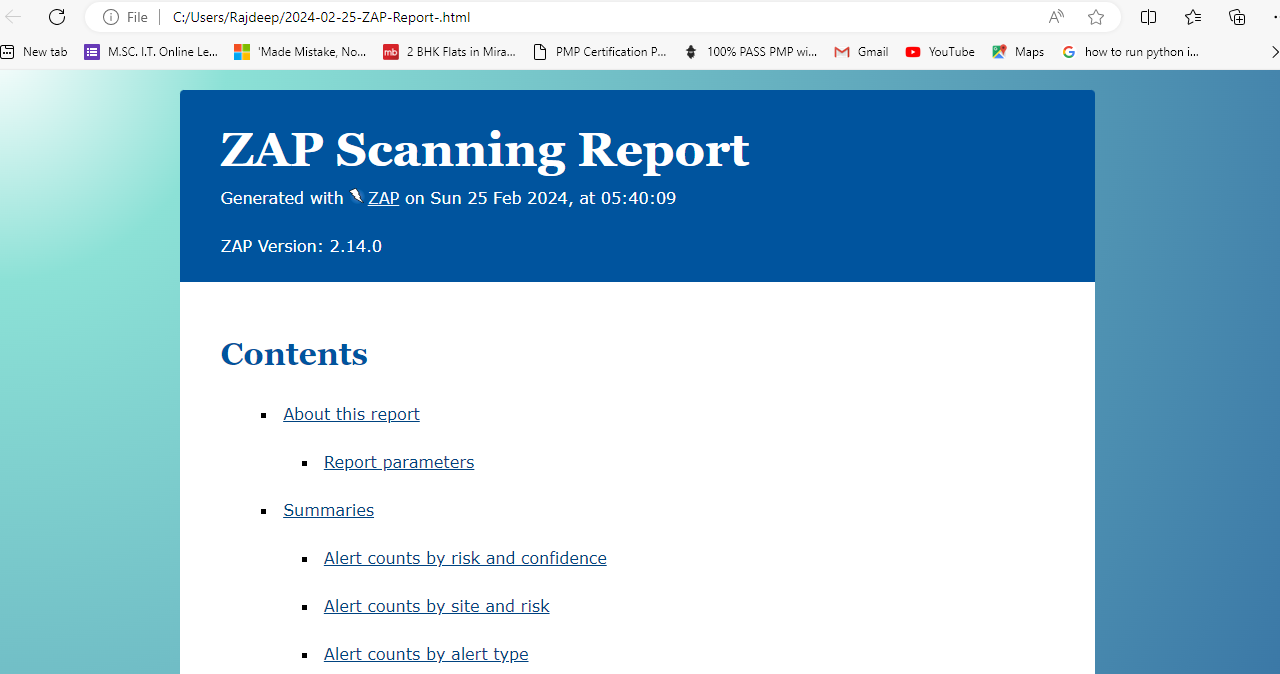 File C:/Users/Rajdeep/2024-02-25-ZAP-Report-.html
New tab M.SC. I.T. Online Le... 'Made Mistake, No... mb 2 BHK Flats in Mira... PMP Certification P... 100% PASS PMP wi... Gmail YouTube Maps how to run python i...
ZAP Scanning Report
Generated with ZAP on Sun 25 Feb 2024, at 05:40:09
ZAP Version: 2.14.0
Contents
About this report
Report parameters
Summaries
Alert counts by risk and confidence
Alert counts by site and risk
Alert counts by alert type